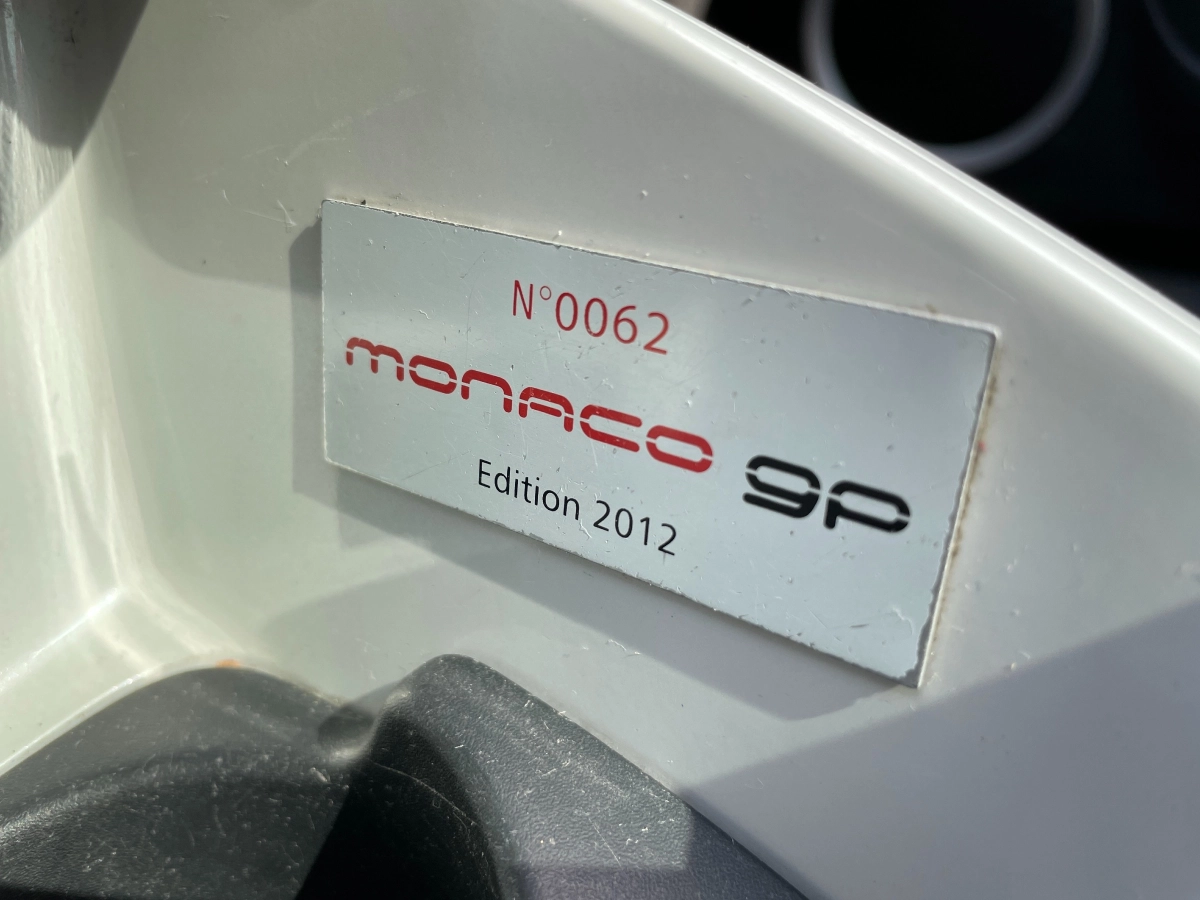 N°0062
monaco gp
Edition 2012